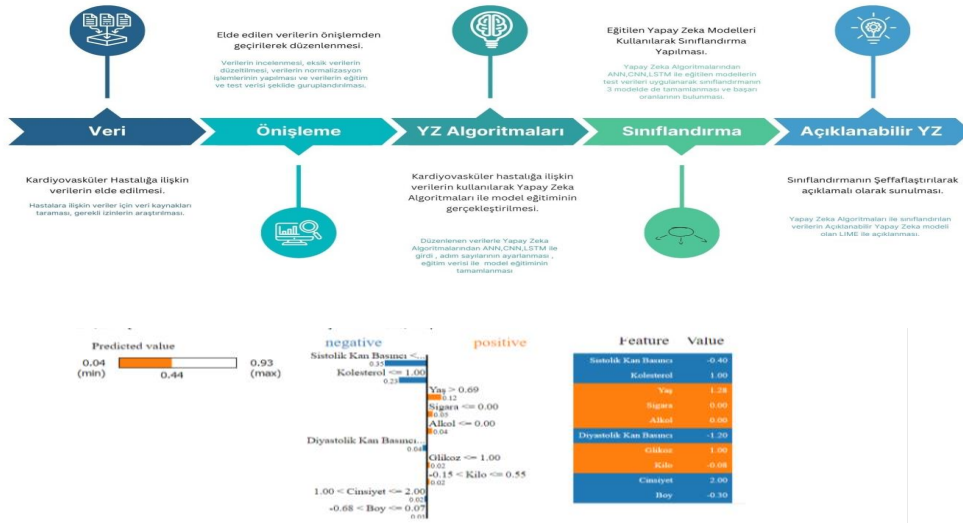 Elde edilen verilerin önişlemden
geçirilerek düzenlenmesi.
Verilerin incelenmesi, eksik verilerin
düzeltilmesi, verilerin normalizasyon
işlemlerinin yapılması ve verilerin eğitim
ve test verisi şeklide guruplandırılması.
Eğitilen Yapay Zeka Modelleri
Kullanılarak Sınıflandırma
Yapılması.
Yapay Zeka Algoritmalarından
ANN,CNN,LSTM ile eğitilen modellerin
test verileri uygulanarak sınıflandırmanın
3 modelde de tamamlanması ve başarı
oranlarının bulunması.
Veri
Önişleme
YZ Algoritmaları
Sınıflandırma
Açıklanabilir YZ
Kardiyovasküler Hastalığa ilişkin
verilerin elde edilmesi.
Hastalara ilişkin veriler için veri kaynakları
taraması, gerekli izinlerin araştırılması.
Kardiyovasküler hastalığa ilişkin
verilerin kullanılarak Yapay Zeka
Algoritmaları ile model eğitiminin
gerçekleştirilmesi.
Düzenlenen verilerle Yapay Zeka
Algoritmalarından ANN,CNN,LSTM ile
girdi , adım sayılarının ayarlanması ,
eğitim verisi ile model eğitiminin
tamamlanması
Sınıflandırmanın Şeffaflaştırılarak
açıklamalı olarak sunulması.
Yapay Zeka Algoritmaları ile sınıflandırılan
verilerin Açıklanabilir Yapay Zeka modeli
olan LIME ile açıklanması.
Predicted value
0.04
(min)
0.44
0.93
(max)
negative
positive
Sistolik Kan Basıncı <...
0.35
Kolesterol <= 1.00
0.23
Yaş > 0.69
0.12
Sigara <= 0.00
0.05
Alkol <= 0.00
0.04
Diyastolik Kan Basıncı...
0.04
Glikoz <= 1.00
0.02
-0.15 < Kilo <= 0.55
0.02
1.00 < Cinsiyet <= 2.00
0.02
-0.68 < Boy <= 0.07
Feature Value
Sistolik Kan Basıncı -0.40
Kolesterol 1.00
Yaş 1.28
Sigara 0.00
Alkol 0.00
Diyastolik Kan Basıncı -1.20
Glikoz 1.00
Kilo -0.08
Cinsiyet 2.00
Boy -0.30